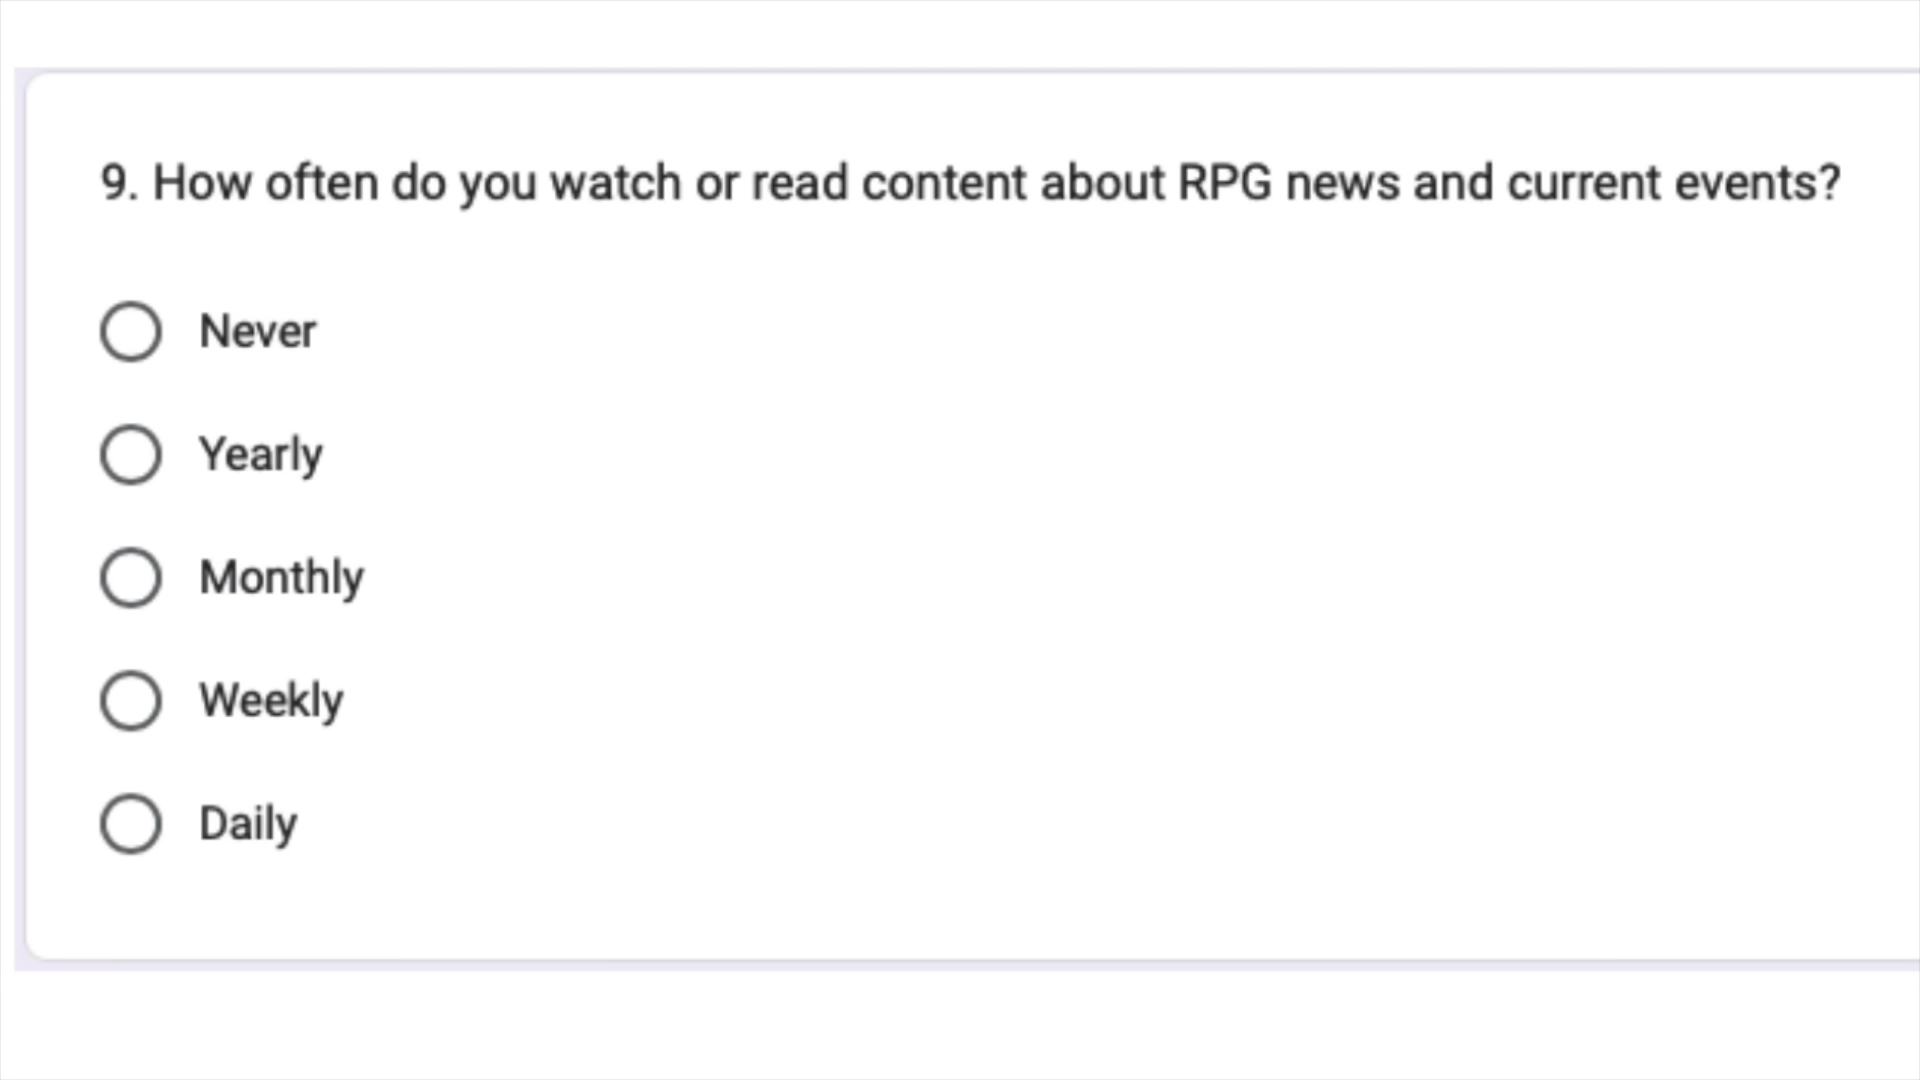 9. How often do you watch or read content about RPG news and current events?
Never
Yearly
Monthly
Weekly
Daily